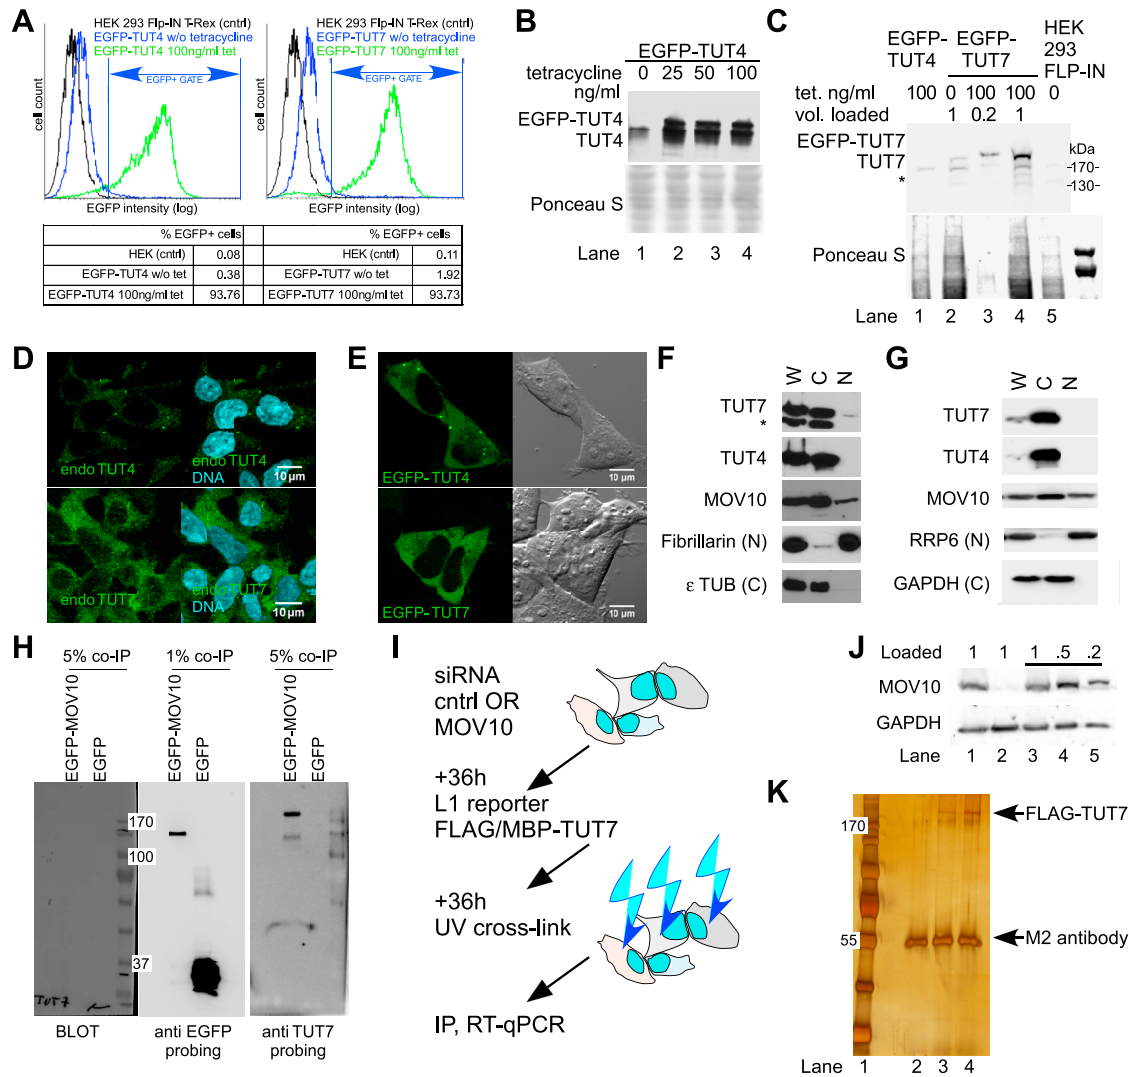 A
HEK 293 Flp-IN T-Rex (cntrl)
EGFP-TUT4 w/o tetracycline
EGFP-TUT4 100ng/ml tet
EGFP+ GATE
cell count
EGFP intensity (log)
HEK 293 Flp-IN T-Rex (cntrl)
EGFP-TUT7 w/o tetracycline
EGFP-TUT7 100ng/ml tet
EGFP+ GATE
cell count
EGFP intensity (log)
% EGFP+ cells
HEK (cntrl) 0.08
EGFP-TUT4 w/o tet 0.38
EGFP-TUT4 100ng/ml tet 93.76
% EGFP+ cells
HEK (cntrl) 0.11
EGFP-TUT7 w/o tet 1.92
EGFP-TUT7 100ng/ml tet 93.73
B
EGFP-TUT4
tetracycline 0 25 50 100
ng/ml
EGFP-TUT4
TUT4
Ponceau S
Lane 1 2 3 4
C
EGFP-
TUT4
EGFP-
TUT7
HEK
293
FLP-IN
tet. ng/ml 100 0 100 100 0
vol. loaded 1 0.2 1
EGFP-TUT7
TUT7
*
kDa
-170
130-
Ponceau S
Lane 1 2 3 4 5
D
endo TUT4
endo TUT4
DNA
10 µm
endo TUT7
endo TUT7
DNA
10 µm
E
EGFP-TUT4
10 µm
EGFP-TUT7
10 µm
F
W C N
TUT7
*
TUT4
MOV10
Fibrillarin (N)
ε TUB (C)
G
W C N
TUT7
TUT4
MOV10
RRP6 (N)
GAPDH (C)
H
5% co-IP 1% co-IP 5% co-IP
EGFP-MOV10
EGFP
EGFP-MOV10
EGFP
EGFP-MOV10
EGFP
170
100
37
TUT7
BLOT
anti EGFP
probing
anti TUT7
probing
I
siRNA
cntrl OR
MOV10
+36h
L1 reporter
FLAG/MBP-TUT7
+36h
UV cross-link
IP, RT-qPCR
J
Loaded 1 1 1 .5 .2
MOV10
GAPDH
Lane 1 2 3 4 5
K
170
FLAG-TUT7
55
M2 antibody
Lane 1 2 3 4